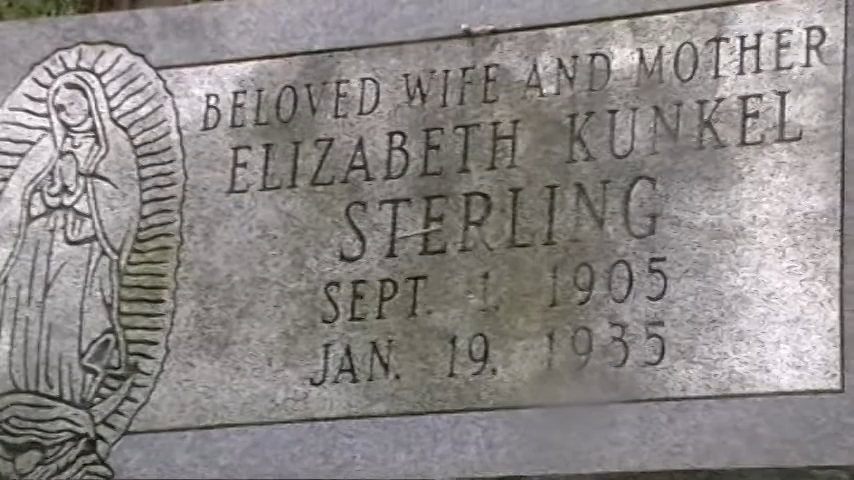 BELOVED WIFE AND MOTHER
ELIZABETH KUNKEL
STERLING
SEPT. 1, 1905
JAN. 19, 1935